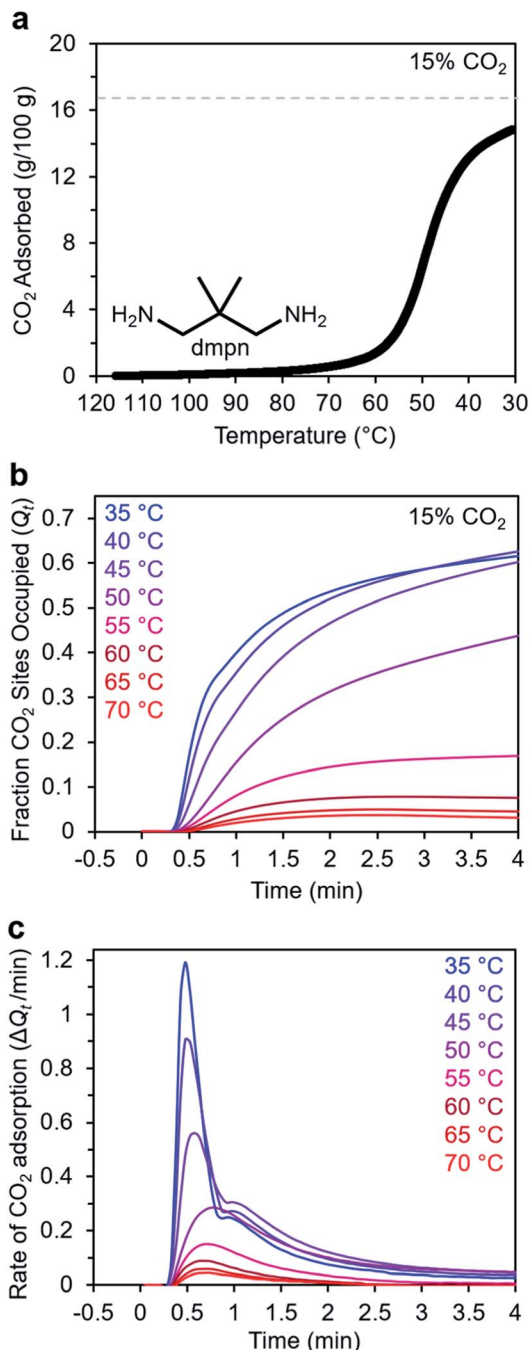 a
15% CO₂
20
16
12
8
4
0
CO₂ Adsorbed (g/100 g)
H₂N
NH₂
dmpn
120 110 100 90 80 70 60 50 40 30
Temperature (°C)
b
15% CO₂
0.7
0.6
0.5
0.4
0.3
0.2
0.1
0
Fraction CO₂ Sites Occupied (Qₜ)
35 °C
40 °C
45 °C
50 °C
55 °C
60 °C
65 °C
70 °C
-0.5 0 0.5 1 1.5 2 2.5 3 3.5 4
Time (min)
c
1.2
1
0.8
0.6
0.4
0.2
0
Rate of CO₂ adsorption (ΔQₜ/min)
35 °C
40 °C
45 °C
50 °C
55 °C
60 °C
65 °C
70 °C
-0.5 0 0.5 1 1.5 2 2.5 3 3.5 4
Time (min)